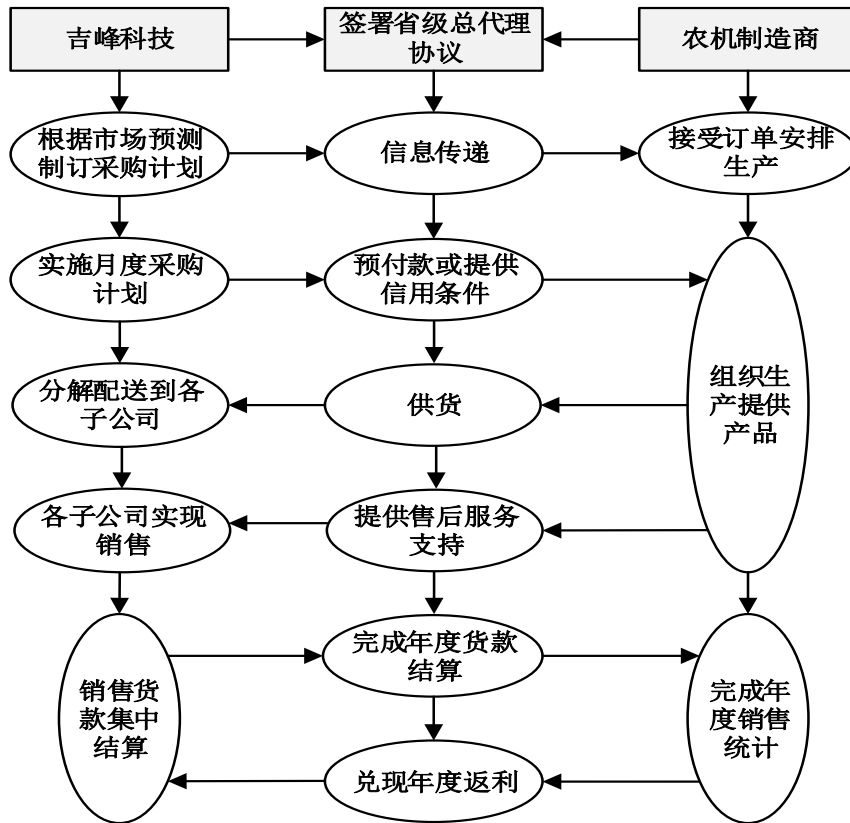 吉峰科技
签署省级总代理
协议
农机制造商
根据市场预测
制订采购计划
信息传递
接受订单安排
生产
实施月度采购
计划
预付款或提供
信用条件
组织生
产提供
产品
分解配送到各
子公司
供货
各子公司实现
销售
提供售后服务
支持
销售货
款集中
结算
完成年度货款
结算
完成年
度销售
统计
兑现年度返利